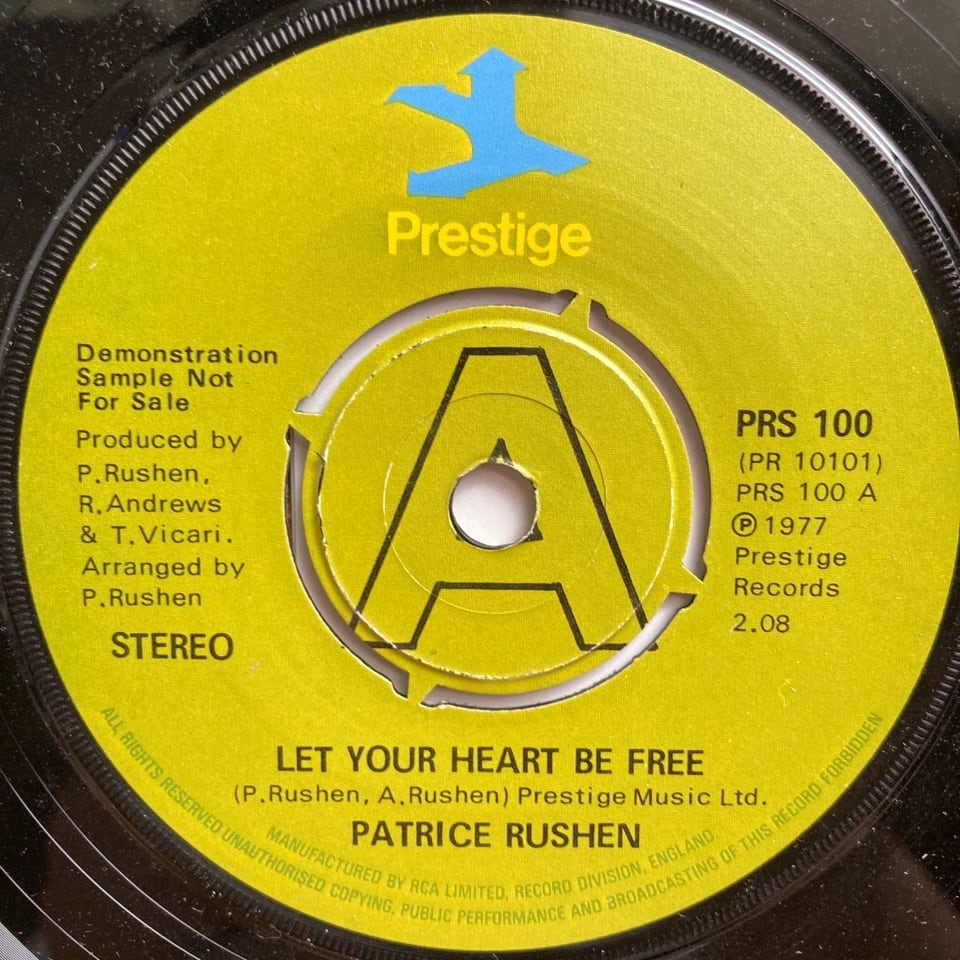 Prestige
Demonstration
Sample Not
For Sale
Produced by
P.Rushen,
R.Andrews
& T.Vicari.
Arranged by
P.Rushen
STEREO
A
PRS 100
(PR 10101)
PRS 100 A
℗ 1977
Prestige
Records
2.08
LET YOUR HEART BE FREE
(P.Rushen, A.Rushen) Prestige Music Ltd.
PATRICE RUSHEN
MANUFACTURED BY RCA LIMITED, RECORD DIVISION, ENGLAND.
ALL RIGHTS RESERVED UNAUTHORISED COPYING, PUBLIC PERFORMANCE AND BROADCASTING OF THIS RECORD FORBIDDEN